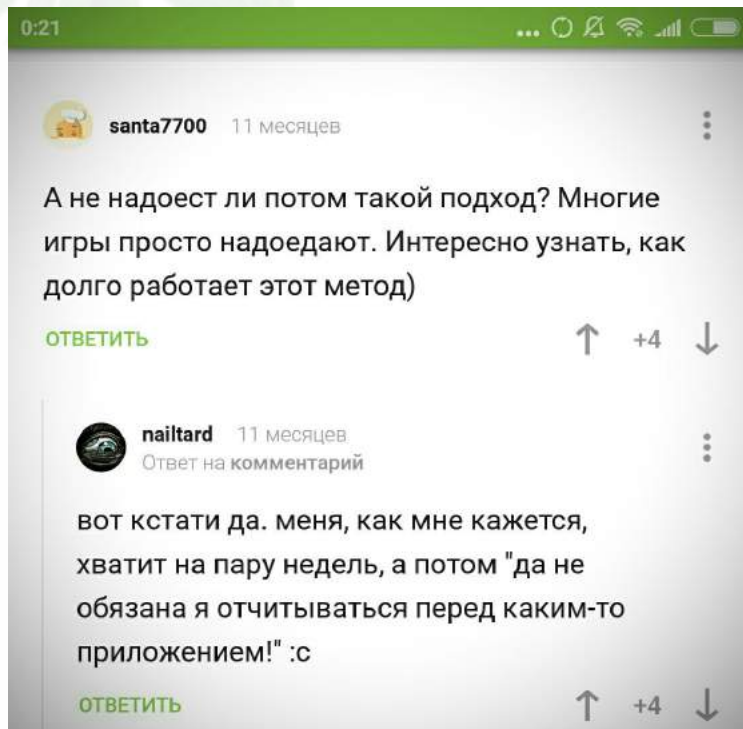 0:21
santa7700 11 месяцев
А не надоест ли потом такой подход? Многие
игры просто надоедают. Интересно узнать, как
долго работает этот метод)
ОТВЕТИТЬ
+4
nailtard 11 месяцев
Ответ на комментарий
вот кстати да. меня, как мне кажется,
хватит на пару недель, а потом "да не
обязана я отчитываться перед каким-то
приложением!" :с
ОТВЕТИТЬ
+4